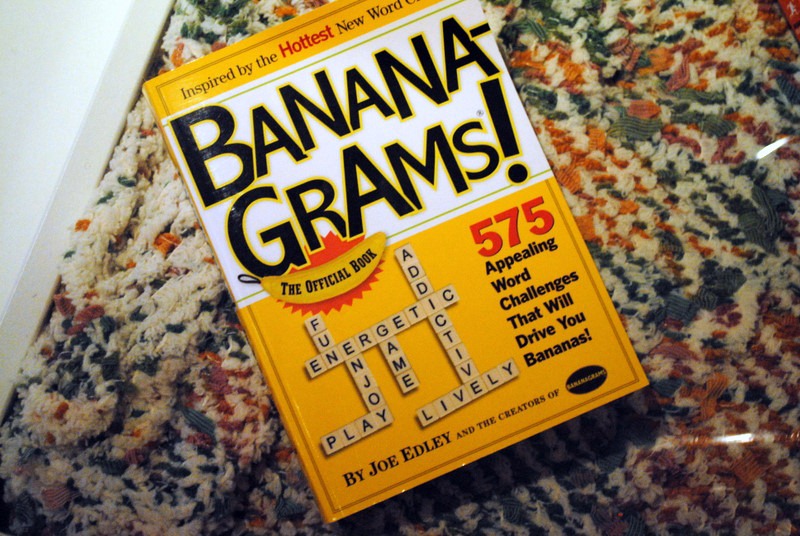 Inspired by the Hottest New Word
BANANA-
GRAMS!®
THE OFFICIAL BOOK
575
Appealing
Word
Challenges
That Will
Drive You
Bananas!
ADDICTIVE
FUN
ENERGETIC
ENJOY
GAME
LIVELY
PLAY
BY JOE EDLEY AND THE CREATORS OF
BANANAGRAMS